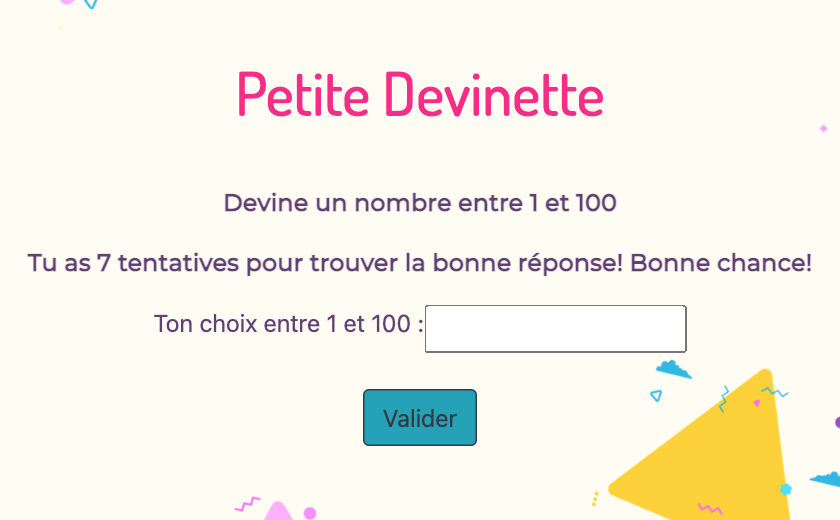 Petite Devinette
Devine un nombre entre 1 et 100
Tu as 7 tentatives pour trouver la bonne réponse! Bonne chance!
Ton choix entre 1 et 100 :
Valider